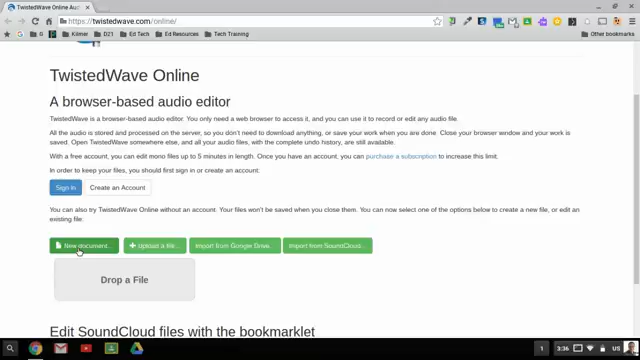 TwistedWave Online Au
https://twistedwave.com/online/
Apps
G
Kilmer
D21
Ed Tech
Ed Resources
Tech Training
Other bookmarks
TwistedWave Online
A browser-based audio editor
TwistedWave is a browser-based audio editor. You only need a web browser to access it, and you can use it to record or edit any audio file.
All the audio is stored and processed on the server, so you don't need to download anything, or save your work when you are done. Close your browser window and your work is
saved. Open TwistedWave somewhere else, and all your audio files, with the complete undo history, are still available.
With a free account, you can edit mono files up to 5 minutes in length. Once you have an account, you can purchase a subscription to increase this limit.
In order to keep your files, you should first sign in or create an account:
Sign In
Create an Account
You can also try TwistedWave Online without an account. Your files won't be saved when you close them. You can now select one of the options below to create a new file, or edit an
existing file:
New document...
Upload a file...
Import from Google Drive...
Import from SoundCloud...
Drop a File
Edit SoundCloud files with the bookmarklet
1
3:36
US